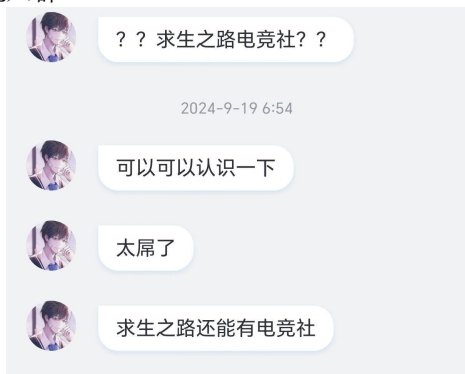 ？？求生之路电竞社？？
2024-9-19 6:54
可以可以认识一下
太屌了
求生之路还能有电竞社